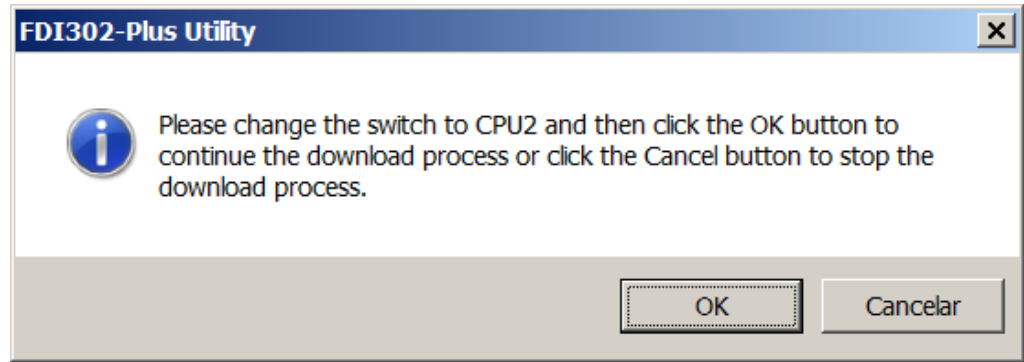 FDI302-Plus Utility
Please change the switch to CPU2 and then click the OK button to
continue the download process or click the Cancel button to stop the
download process.
OK
Cancelar